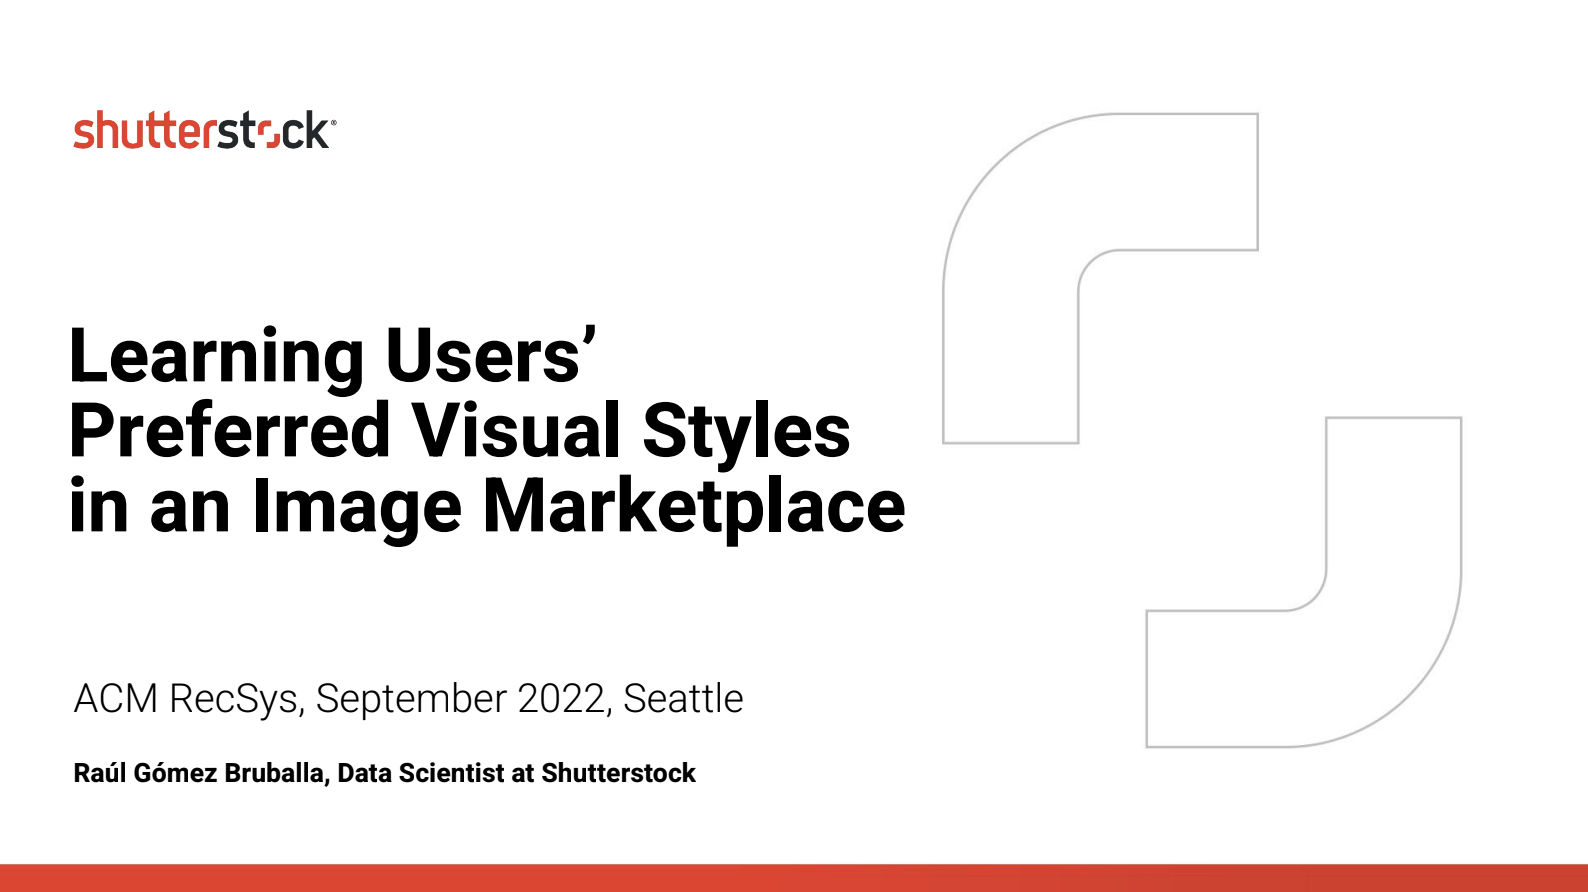 shutterstock®
Learning Users’
Preferred Visual Styles
in an Image Marketplace
ACM RecSys, September 2022, Seattle
Raúl Gómez Bruballa, Data Scientist at Shutterstock